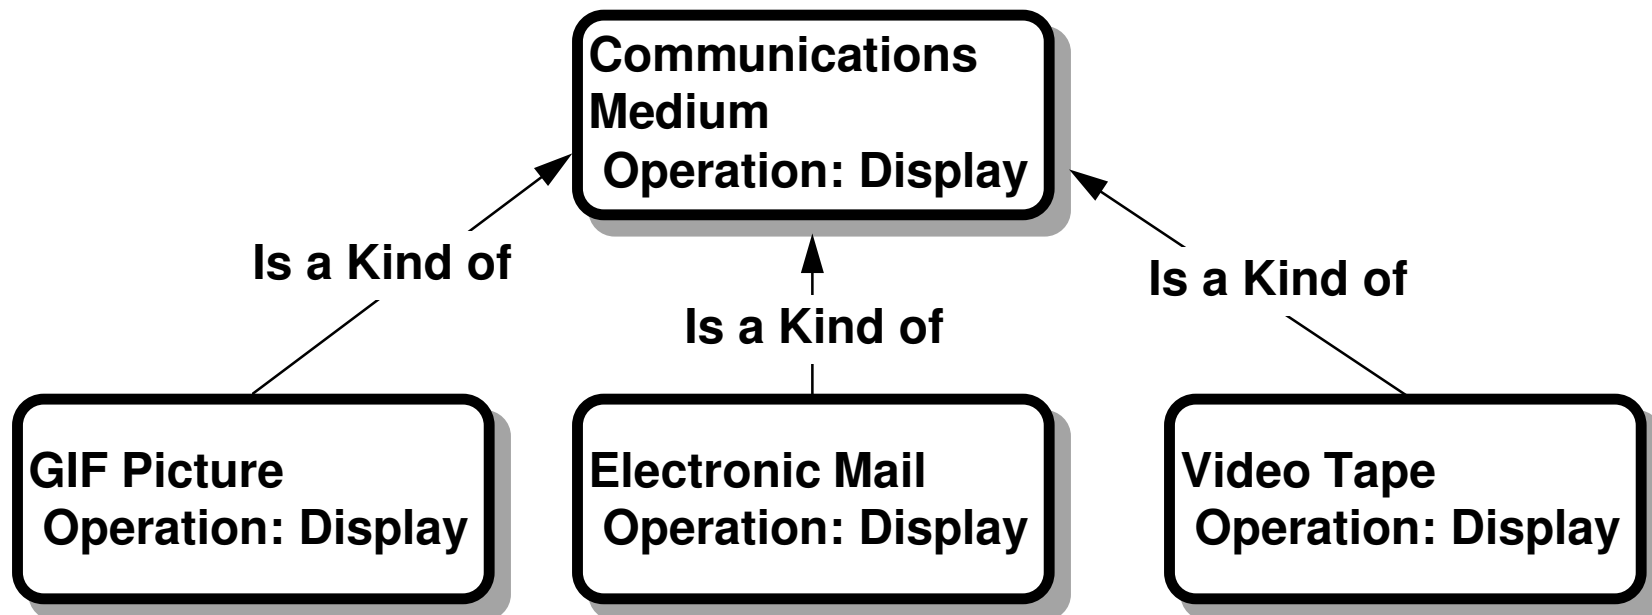 Communications
Medium
Operation: Display
Is a Kind of
Is a Kind of
Is a Kind of
GIF Picture
Operation: Display
Electronic Mail
Operation: Display
Video Tape
Operation: Display